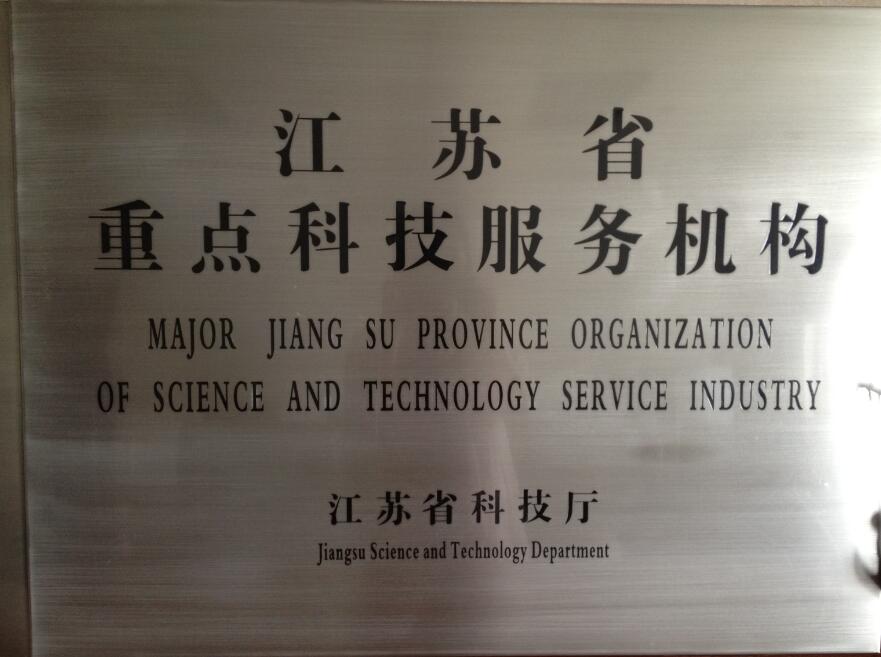 江苏省
重点科技服务机构
MAJOR JIANG SU PROVINCE ORGANIZATION
OF SCIENCE AND TECHNOLOGY SERVICE INDUSTRY
江苏省科技厅
Jiangsu Science and Technology Department